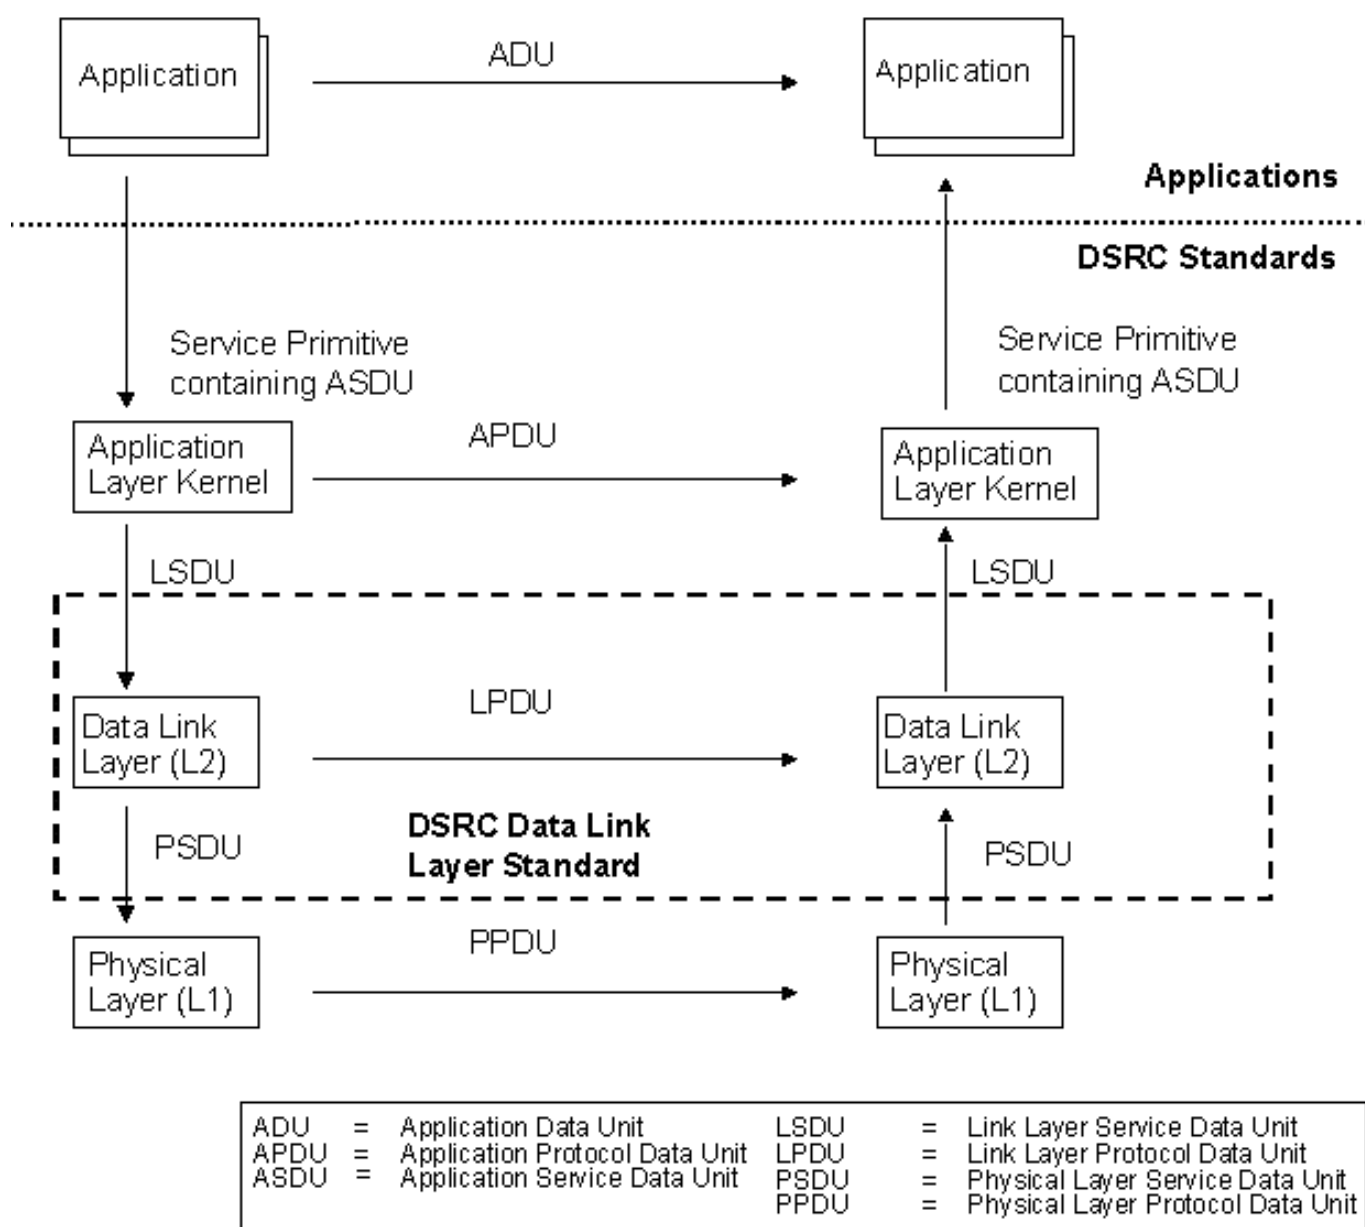 Application
ADU
Application
Applications
DSRC Standards
Service Primitive
containing ASDU
Service Primitive
containing ASDU
Application
Layer Kernel
APDU
Application
Layer Kernel
LSDU
LSDU
Data Link
Layer (L2)
LPDU
Data Link
Layer (L2)
PSDU
DSRC Data Link
Layer Standard
PSDU
Physical
Layer (L1)
PPDU
Physical
Layer (L1)
ADU = Application Data Unit
APDU = Application Protocol Data Unit
ASDU = Application Service Data Unit
LSDU = Link Layer Service Data Unit
LPDU = Link Layer Protocol Data Unit
PSDU = Physical Layer Service Data Unit
PPDU = Physical Layer Protocol Data Unit